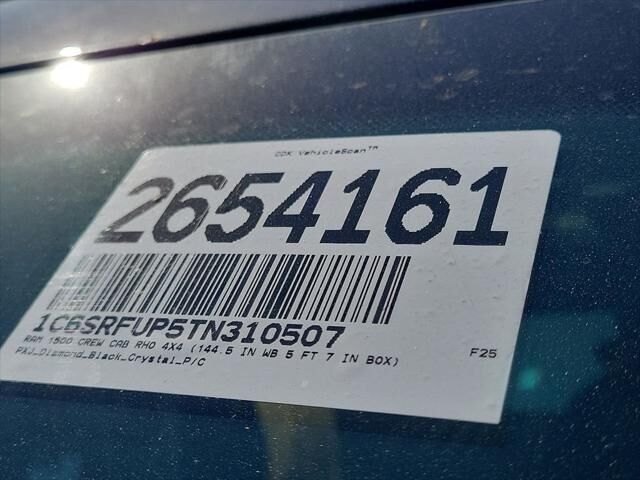 CDK VehicleScan™
2654161
1C6SRFUP5TN310507
RAM 1500 CREW CAB RHO 4X4 (144.5 IN WB 5 FT 7 IN BOX)
PXJ_Diamond_Black_Crystal_P/C
F25